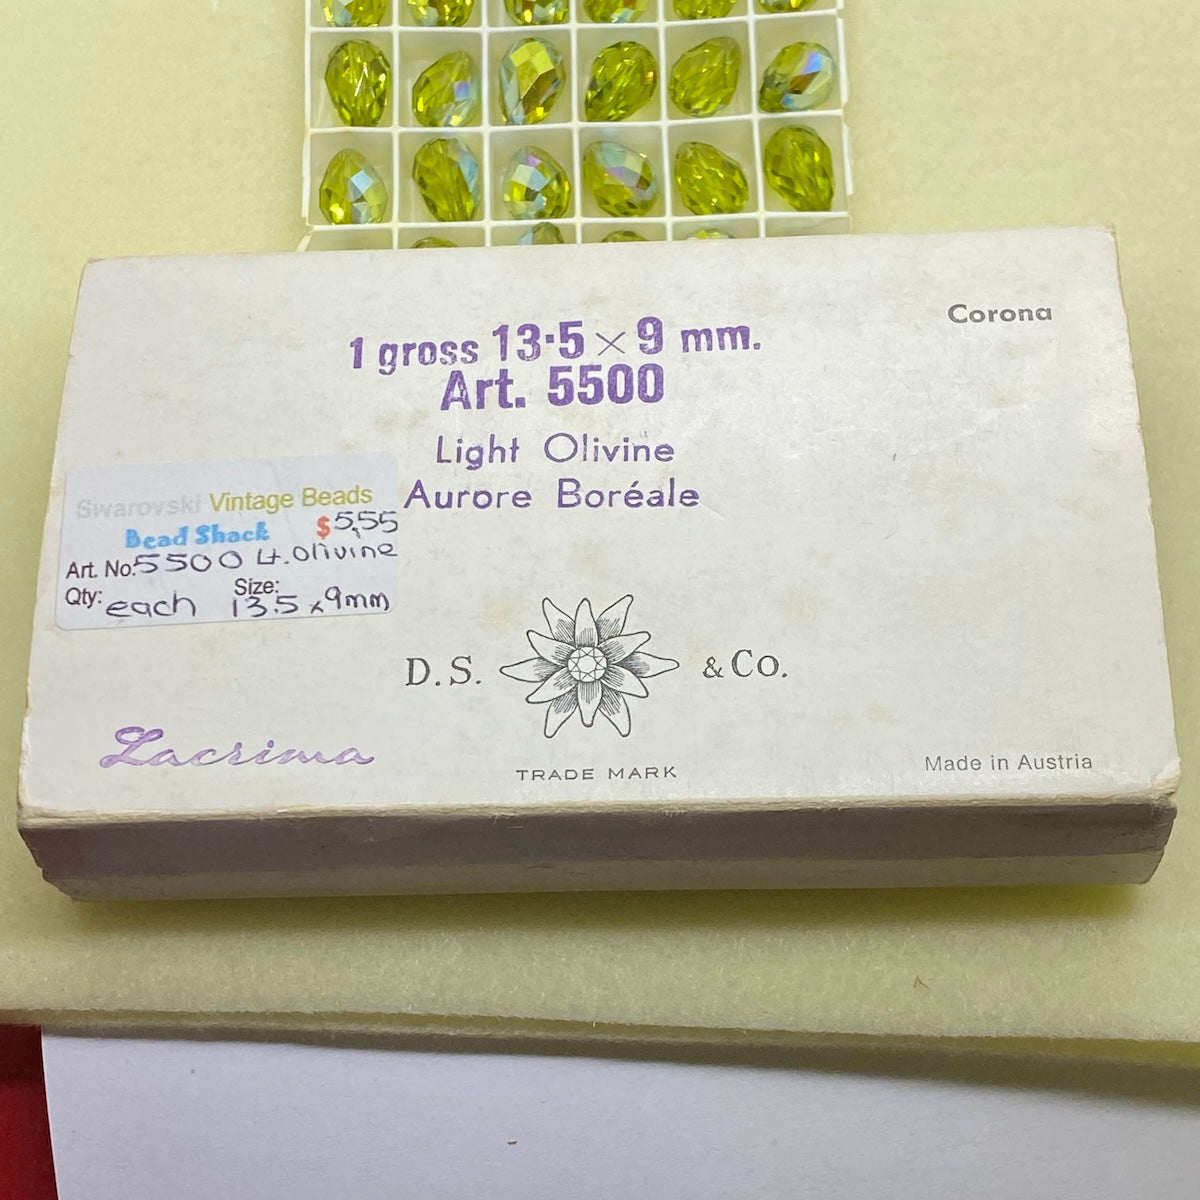 Corona
1 gross 13·5 × 9 mm.
Art. 5500
Light Olivine
Aurore Boréale
Swarovski Vintage Beads
Bead Shack $5.55
Art. No: 5500 Lt. Olivine
Qty: each Size: 13.5 x 9mm
D.S. & Co.
Lacrima
TRADE MARK
Made in Austria